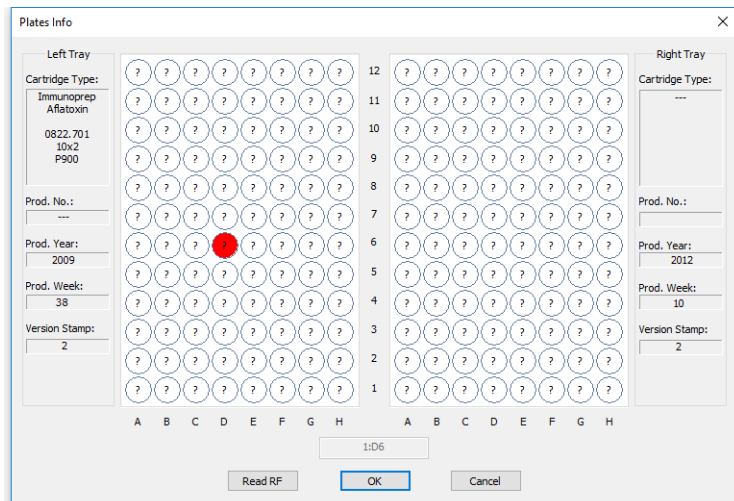 Plates Info
Left Tray
Right Tray
Cartridge Type:
Immunoprep
Aflatoxin
0822.701
10x2
P900
Prod. No.:
---
Prod. Year:
2009
Prod. Week:
38
Version Stamp:
2
? ? ? ? ? ? ? ? 12 ? ? ? ? ? ? ? ?
? ? ? ? ? ? ? ? 11 ? ? ? ? ? ? ? ?
? ? ? ? ? ? ? ? 10 ? ? ? ? ? ? ? ?
? ? ? ? ? ? ? ? 9 ? ? ? ? ? ? ? ?
? ? ? ? ? ? ? ? 8 ? ? ? ? ? ? ? ?
? ? ? ? ? ? ? ? 7 ? ? ? ? ? ? ? ?
? ? ? ? ? ? ? ? 6 ? ? ? ? ? ? ? ?
? ? ? ? ? ? ? ? 5 ? ? ? ? ? ? ? ?
? ? ? ? ? ? ? ? 4 ? ? ? ? ? ? ? ?
? ? ? ? ? ? ? ? 3 ? ? ? ? ? ? ? ?
? ? ? ? ? ? ? ? 2 ? ? ? ? ? ? ? ?
? ? ? ? ? ? ? ? 1 ? ? ? ? ? ? ? ?
A B C D E F G H A B C D E F G H
Cartridge Type:
---
Prod. No.:
Prod. Year:
2012
Prod. Week:
10
Version Stamp:
2
1:D6
Read RF OK Cancel